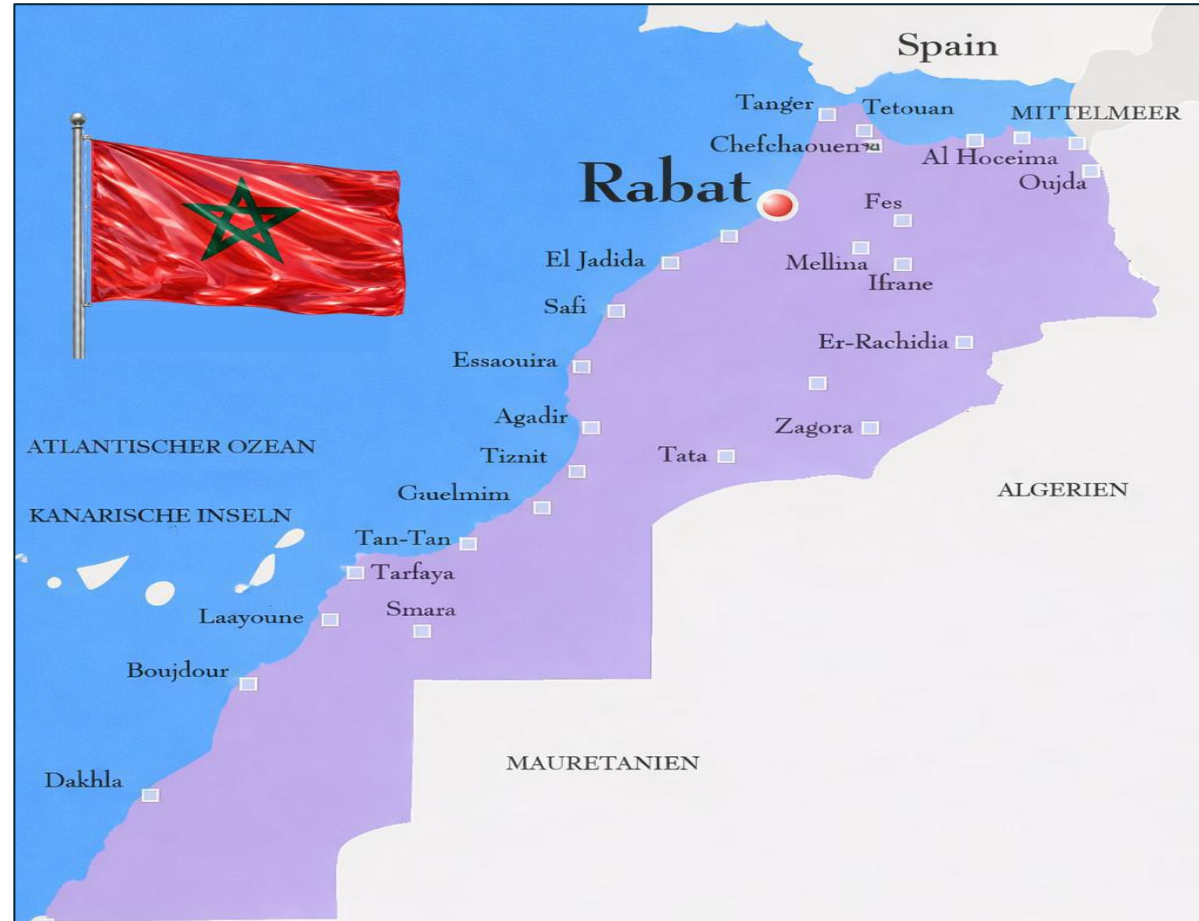 Spain
Tanger
Tetouan
MITTELMEER
Chefchaouen
Al Hoceima
Oujda
Rabat
Fes
El Jadida
Mellina
Ifrane
Safi
Er-Rachidia
Essaouira
Agadir
Zagora
ATLANTISCHER OZEAN
Tiznit
Tata
Guelmim
ALGERIEN
KANARISCHE INSELN
Tan-Tan
Tarfaya
Smara
Laayoune
Boujdour
MAURETANIEN
Dakhla